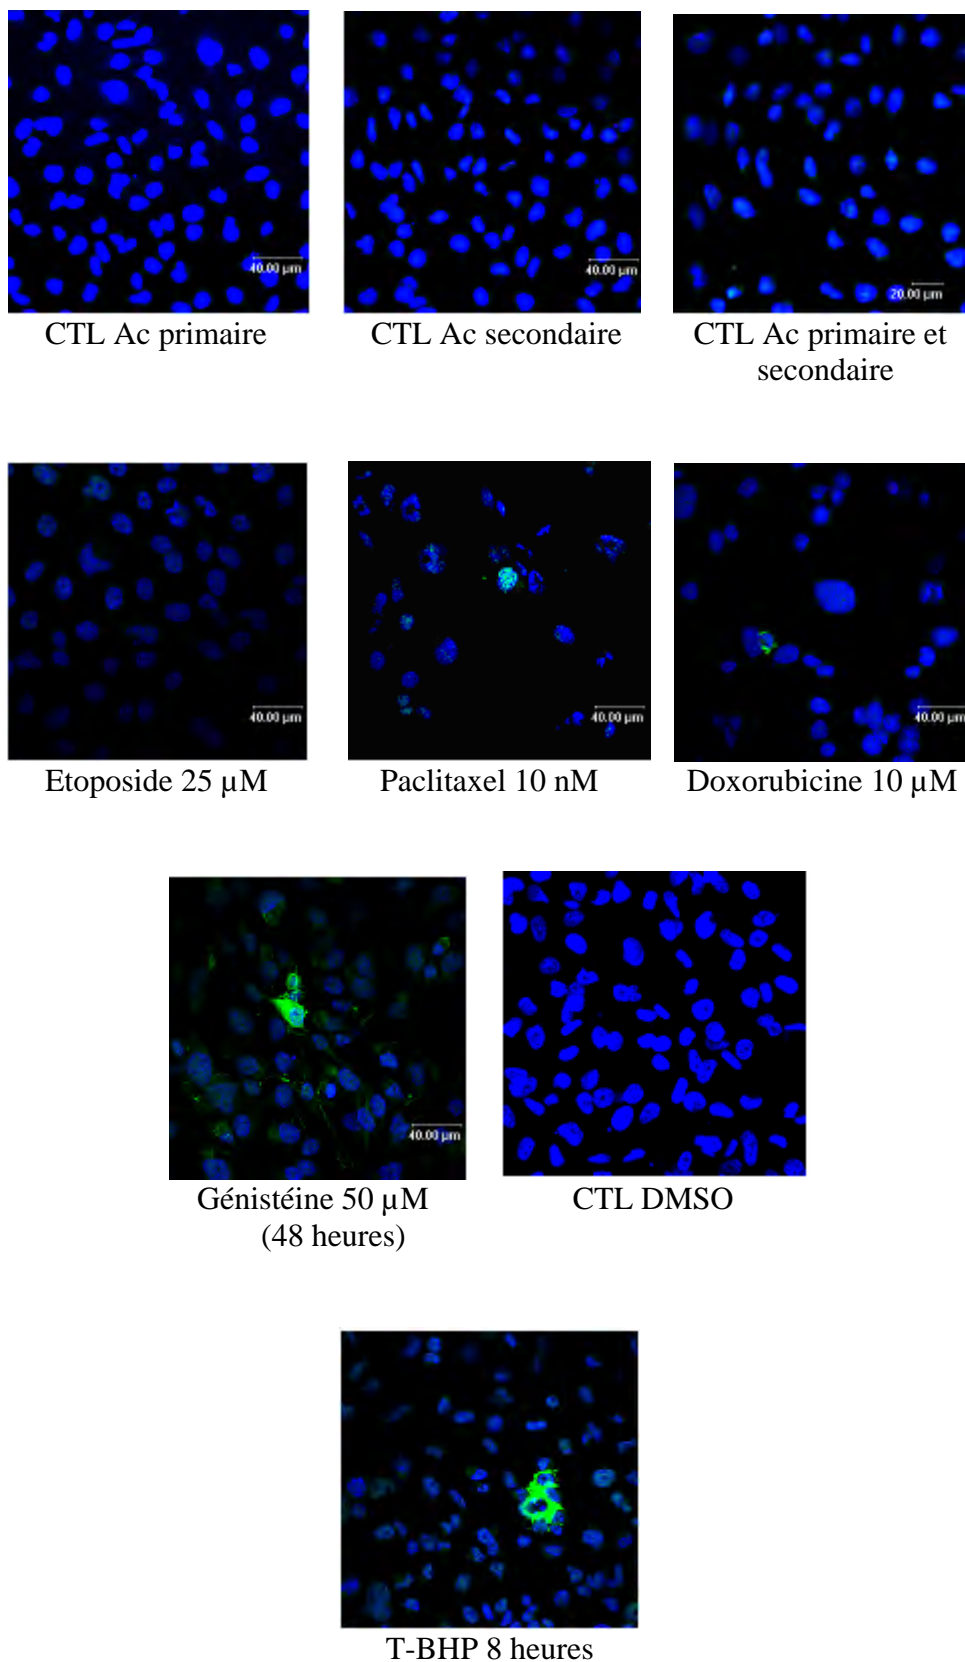 40.00 µm
40.00 µm
20.00 µm
CTL Ac primaire
CTL Ac secondaire
CTL Ac primaire et
secondaire
40.00 µm
40.00 µm
40.00 µm
Etoposide 25 µM
Paclitaxel 10 nM
Doxorubicine 10 µM
40.00 µm
Génistéine 50 µM
(48 heures)
CTL DMSO
T-BHP 8 heures